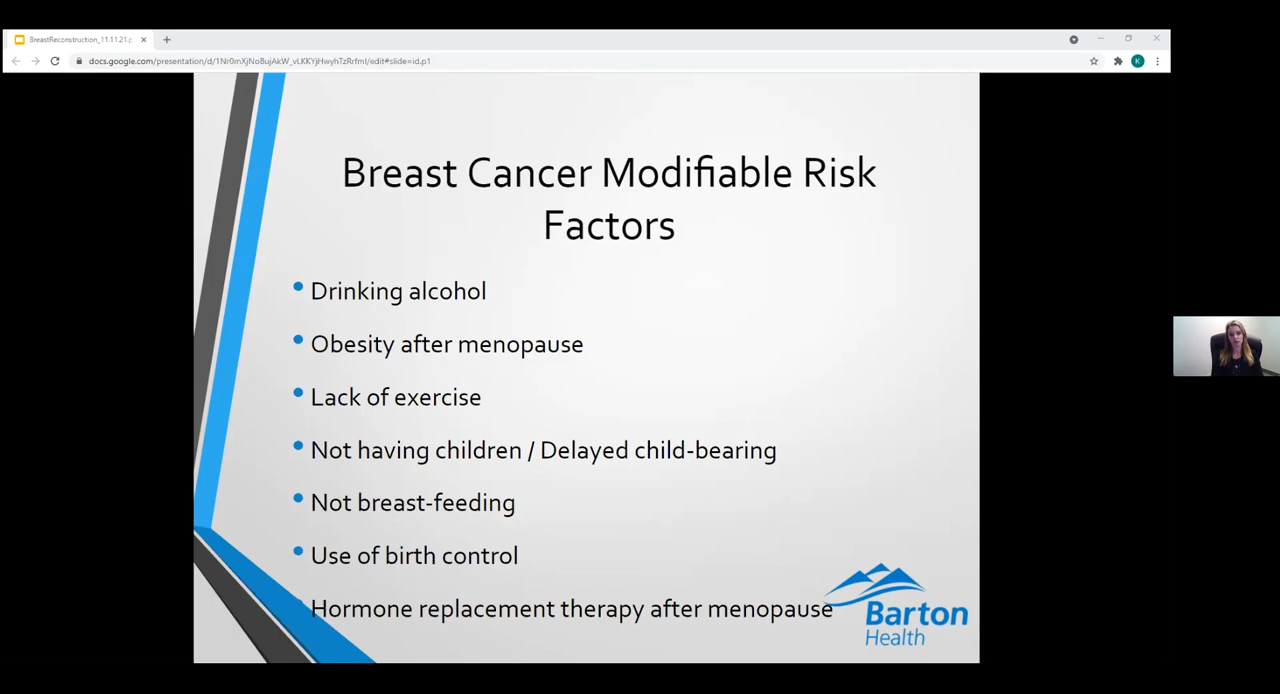 BreastReconstruction_11.11.21.p
docs.google.com/presentation/d/1Nr0mXjNoBujAkW_vLKKYjHwyhTzRrfmI/edit#slide=id.p1
K
Breast Cancer Modifiable Risk
Factors
• Drinking alcohol
• Obesity after menopause
• Lack of exercise
• Not having children / Delayed child-bearing
• Not breast-feeding
• Use of birth control
• Hormone replacement therapy after menopause
Barton
Health